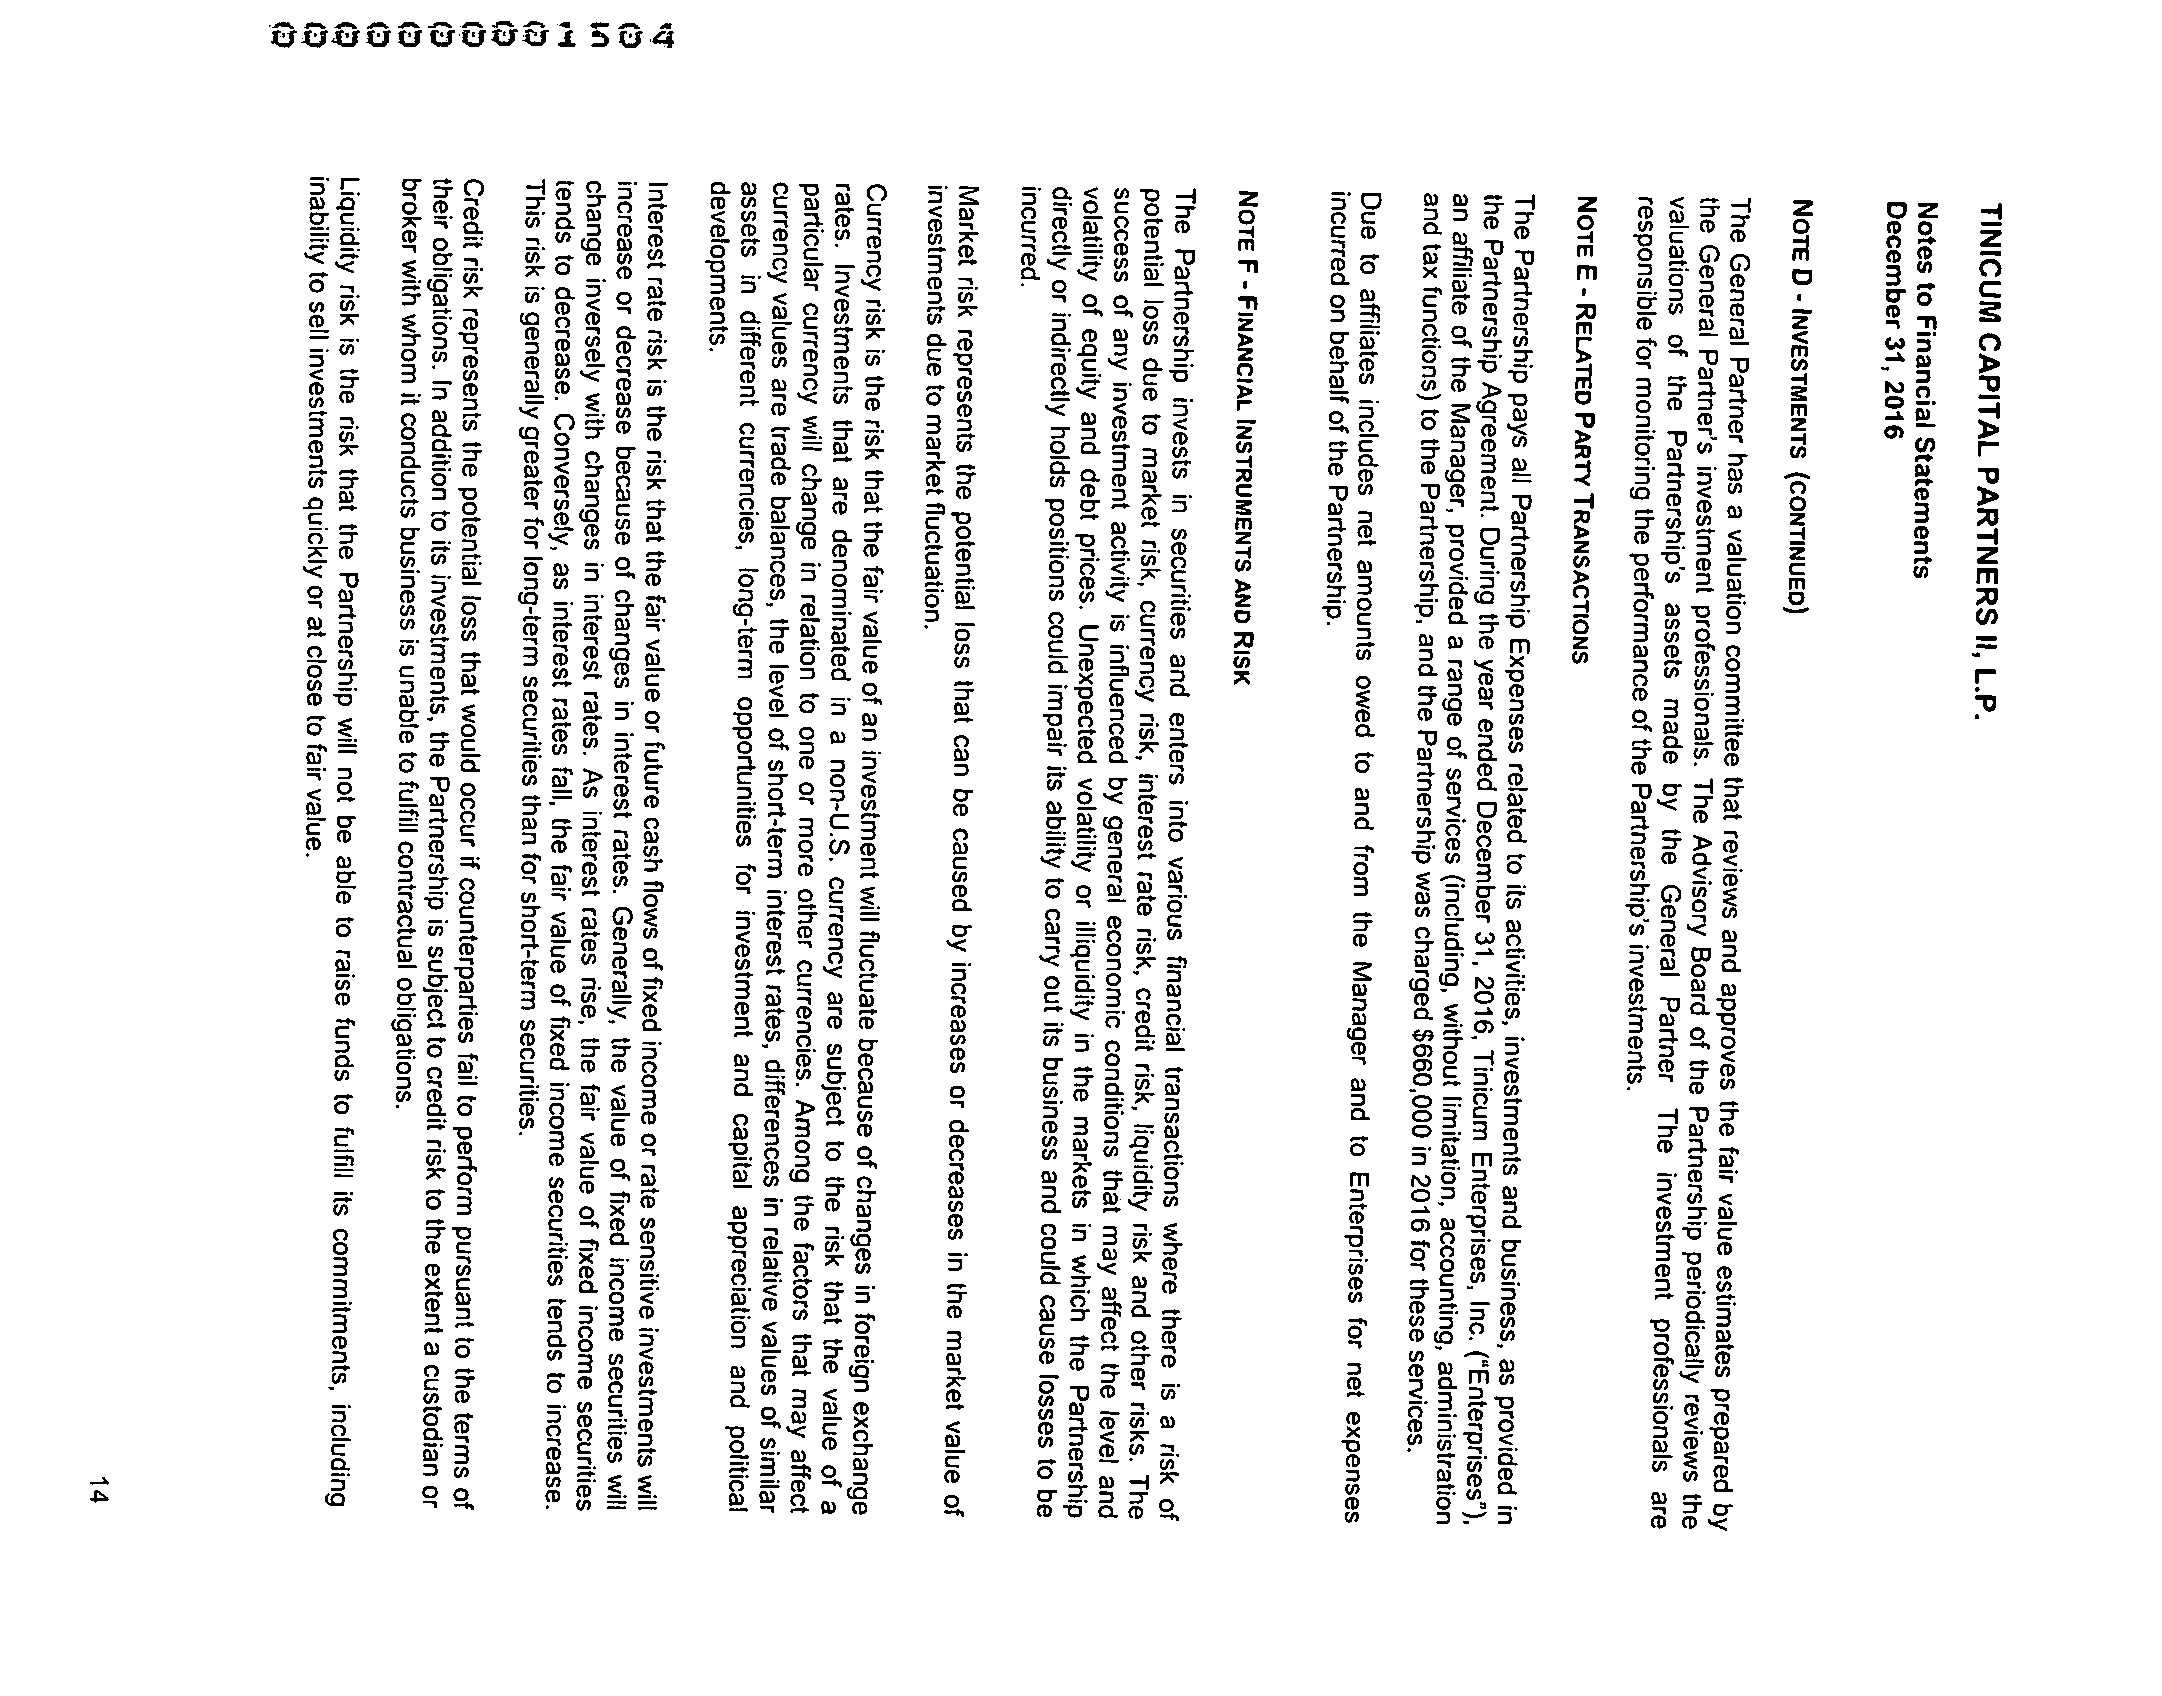 TINICUM CAPITAL PARTNERS II, L.P.
Notes to Financial Statements
December 31, 2016
NOTE D - INVESTMENTS (CONTINUED)
The General Partner has a valuation committee that reviews and approves the fair value estimates prepared by
the General Partner's investment professionals. The Advisory Board of the Partnership periodically reviews the
valuations of the Partnership's assets made by the General Partner The investment professionals are
responsible for monitoring the performance of the Partnership's investments.
NOTE E - RELATED PARTY TRANSACTIONS
The Partnership pays all Partnership Expenses related to its activities, investments and business, as provided in
the Partnership Agreement. During the year ended December 31, 2016, Tinicum Enterprises, Inc. ("Enterprises"),
an affiliate of the Manager, provided a range of services (including, without limitation, accounting, administration
and tax functions) to the Partnership, and the Partnership was charged $660,000 in 2016 for these services.
Due to affiliates includes net amounts owed to and from the Manager and to Enterprises for net expenses
incurred on behalf of the Partnership.
NOTE F - FINANCIAL INSTRUMENTS AND RISK
The Partnership invests in securities and enters into various financial transactions where there is a risk of
potential loss due to market risk, currency risk, interest rate risk, credit risk, liquidity risk and other risks. The
success of any investment activity is influenced by general economic conditions that may affect the level and
volatility of equity and debt prices. Unexpected volatility or illiquidity in the markets in which the Partnership
directly or indirectly holds positions could impair its ability to carry out its business and could cause losses to be
incurred.
Market risk represents the potential loss that can be caused by increases or decreases in the market value of
investments due to market fluctuation.
Currency risk is the risk that the fair value of an investment will fluctuate because of changes in foreign exchange
rates. Investments that are denominated in a non-U.S. currency are subject to the risk that the value of a
particular currency will change in relation to one or more other currencies. Among the factors that may affect
currency values are trade balances, the level of short-term interest rates, differences in relative values of similar
assets in different currencies, long-term opportunities for investment and capital appreciation and political
developments.
Interest rate risk is the risk that the fair value or future cash flows of fixed income or rate sensitive investments will
increase or decrease because of changes in interest rates. Generally, the value of fixed income securities will
change inversely with changes in interest rates. As interest rates rise, the fair value of fixed income securities
tends to decrease. Conversely, as interest rates fall, the fair value of fixed income securities tends to increase.
This risk is generally greater for long-term securities than for short-term securities.
Credit risk represents the potential loss that would occur if counterparties fail to perform pursuant to the terms of
their obligations. In addition to its investments, the Partnership is subject to credit risk to the extent a custodian or
broker with whom it conducts business is unable to fulfill contractual obligations.
Liquidity risk is the risk that the Partnership will not be able to raise funds to fulfill its commitments, including
inability to sell investments quickly or at close to fair value.
14
0000000001504